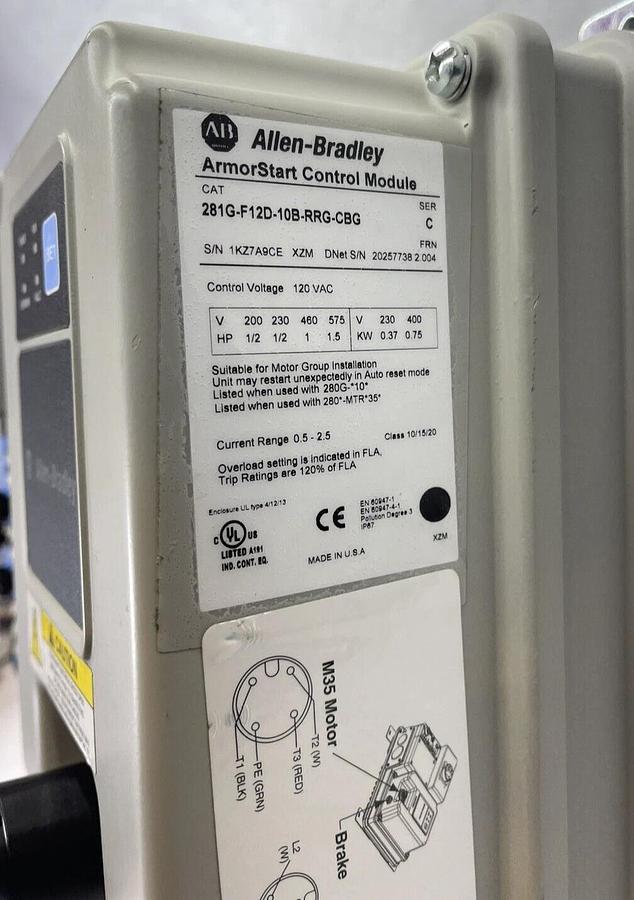 AB
Allen-Bradley
ArmorStart Control Module
CAT
SER
281G-F12D-10B-RRG-CBG
C
FRN
S/N 1KZ7A9CE XZM DNet S/N 20257738 2.004
Control Voltage 120 VAC
V 200 230 460 575 V 230 400
HP 1/2 1/2 1 1.5 KW 0.37 0.75
Suitable for Motor Group Installation
Unit may restart unexpectedly in Auto reset mode
Listed when used with 280G-*10*
Listed when used with 280*-MTR*35*
Current Range 0.5 - 2.5 Class 10/15/20
Overload setting is indicated in FLA,
Trip Ratings are 120% of FLA
Enclosure UL type 4/12/13
EN 60947-1
EN 60947-4-1
Pollution Degree 3
IP67
C UL US
CE
LISTED A191
IND. CONT. EQ.
MADE IN U.S.A
XZM
M35 Motor
T2 (W)
T3 (RED)
PE (GRN)
T1 (BLK)
Brake
L2
(W)
Allen-Bradley
CAUTION